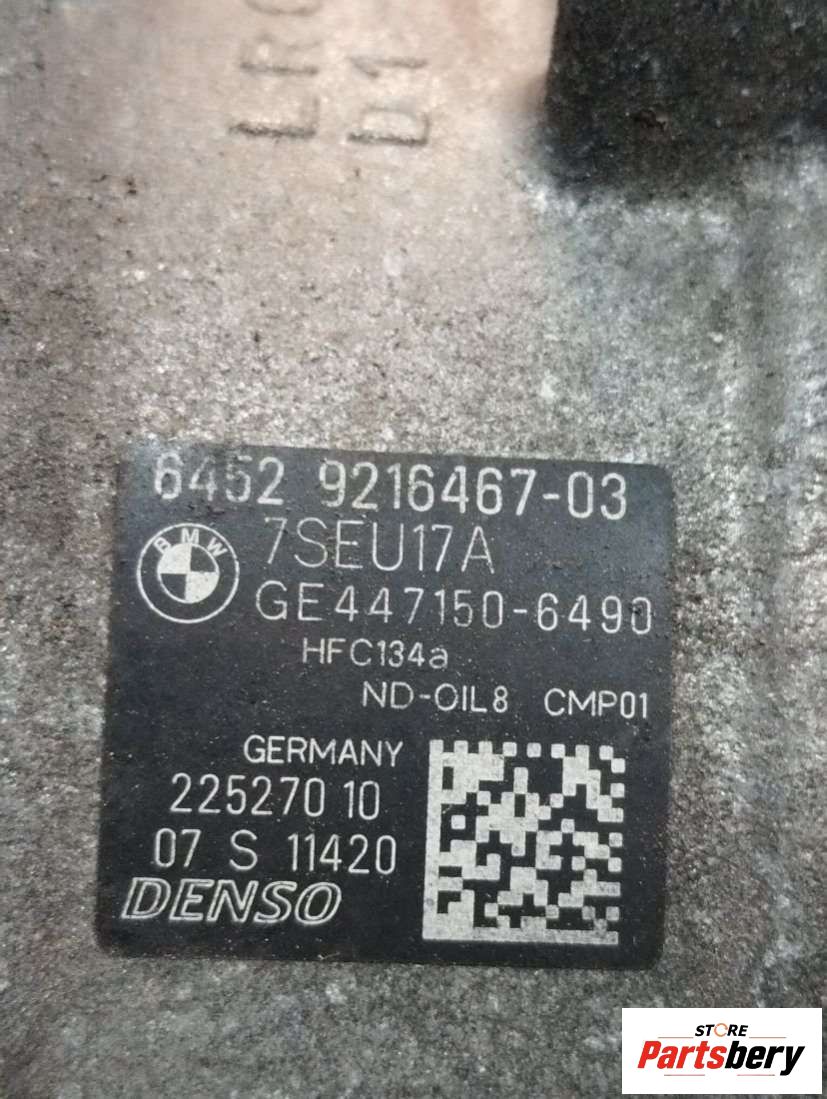 D1
6452 9216467-03
BMW
7SEU17A
GE447150-6490
HFC134a
ND-OIL8 CMP01
GERMANY
225270 10
07 S 11420
DENSO
STORE
Partsbery